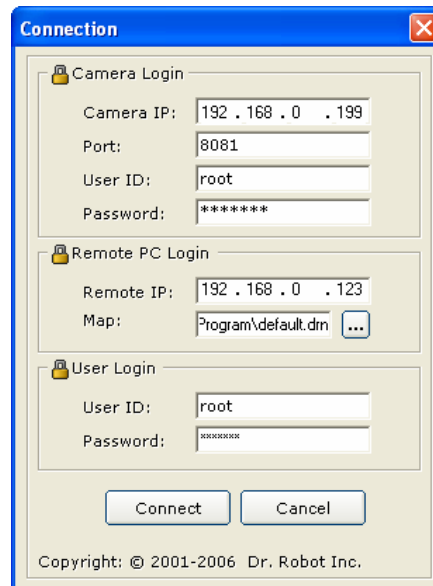 Connection
Camera Login
Camera IP: 192 . 168 . 0 . 199
Port: 8081
User ID: root
Password: *******
Remote PC Login
Remote IP: 192 . 168 . 0 . 123
Map: Program\default.drn ...
User Login
User ID: root
Password: *******
Connect Cancel
Copyright: © 2001-2006 Dr. Robot Inc.